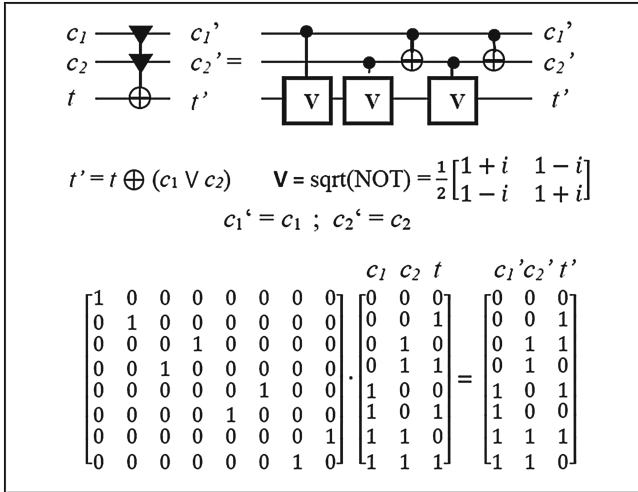 c₁ c₁’ c₁’
c₂ c₂’ = c₂’
t t’ V V V t’
t’ = t ⊕ (c₁ ∨ c₂) V = sqrt(NOT) = 1/2 [1 + i 1 − i
1 − i 1 + i]
c₁‘ = c₁ ; c₂‘ = c₂
c₁ c₂ t c₁’c₂’ t’
1 0 0 0 0 0 0 0 0 0 0 0 0 0
0 1 0 0 0 0 0 0 0 0 1 0 0 1
0 0 0 1 0 0 0 0 0 1 0 0 1 1
0 0 1 0 0 0 0 0 0 1 1 0 1 0
0 0 0 0 0 1 0 0 · 1 0 0 = 1 0 1
0 0 0 0 1 0 0 0 1 0 1 1 0 0
0 0 0 0 0 0 0 1 1 1 0 1 1 1
0 0 0 0 0 0 1 0 1 1 1 1 1 0